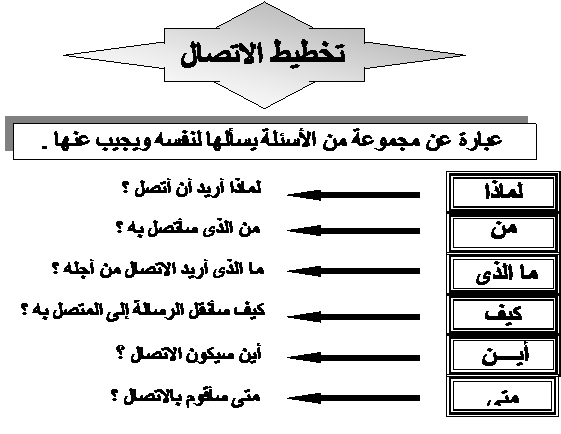 تخطيط الاتصال
عبارة عن مجموعة من الأسئلة يسألها لنفسه ويجيب عنها .
لماذا لماذا أريد أن أتصل ؟
من من الذى سأتصل به ؟
ما الذى ما الذى أريد الاتصال من أجله ؟
كيف كيف سأنقل الرسالة إلى المتصل به ؟
أيــن أين سيكون الاتصال ؟
متى متى سأقوم بالاتصال ؟